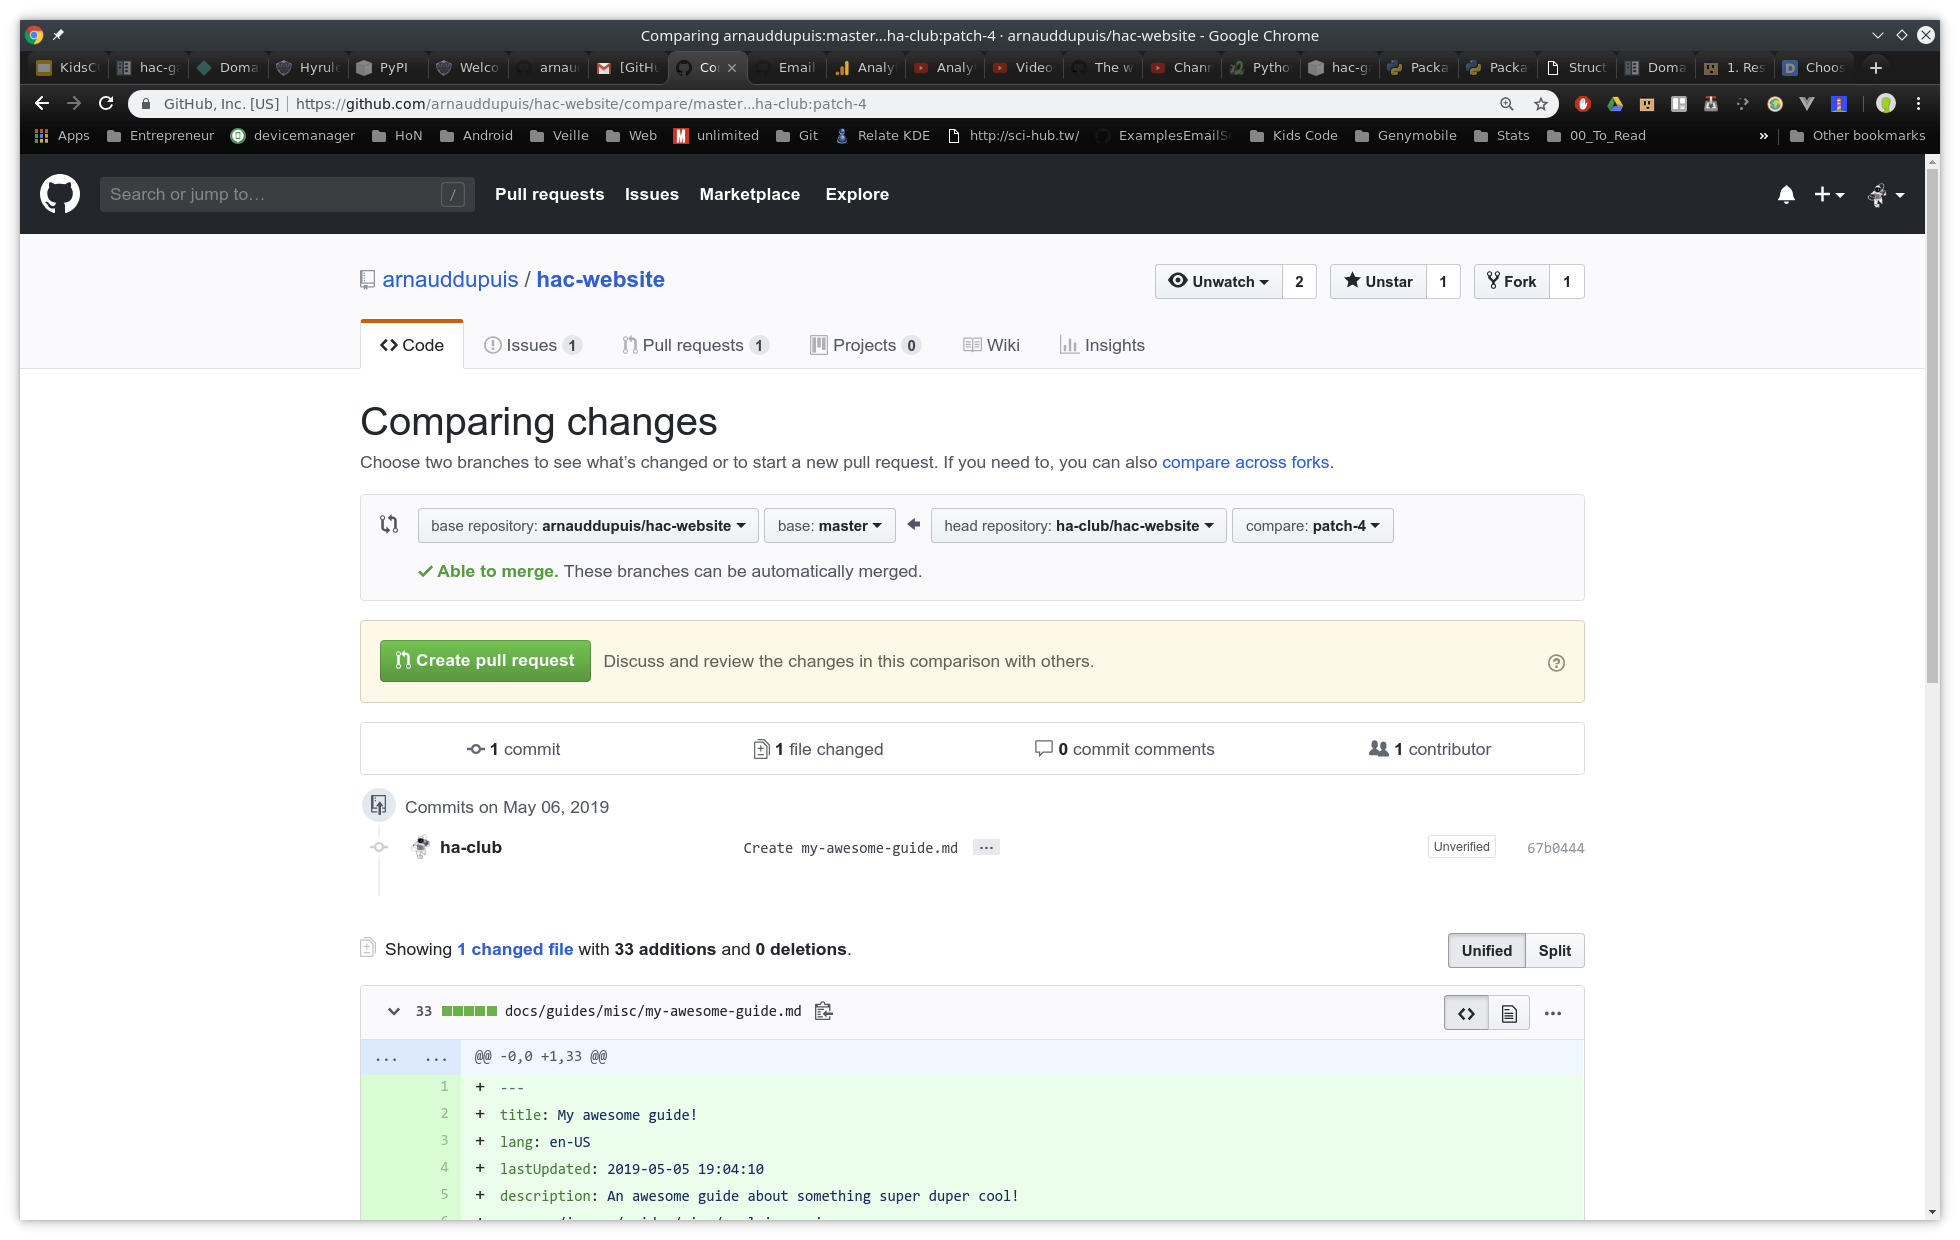 Comparing arnauddupuis:master...ha-club:patch-4 · arnauddupuis/hac-website - Google Chrome
KidsC hac-g Doma Hyrule PyPI Welco arnau [GitHu Co Email Analy Analy Video The w Chann Pytho hac-g Packa Packa Struct Doma 1. Res Choos
GitHub, Inc. [US] https://github.com/arnauddupuis/hac-website/compare/master...ha-club:patch-4
Apps Entrepreneur devicemanager HoN Android Veille Web unlimited Git Relate KDE http://sci-hub.tw/ ExamplesEmailS Kids Code Genymobile Stats 00_To_Read » Other bookmarks
Search or jump to… / Pull requests Issues Marketplace Explore
arnauddupuis / hac-website Unwatch 2 Unstar 1 Fork 1
Code Issues 1 Pull requests 1 Projects 0 Wiki Insights
Comparing changes
Choose two branches to see what’s changed or to start a new pull request. If you need to, you can also compare across forks.
base repository: arnauddupuis/hac-website base: master head repository: ha-club/hac-website compare: patch-4
Able to merge. These branches can be automatically merged.
Create pull request Discuss and review the changes in this comparison with others.
1 commit 1 file changed 0 commit comments 1 contributor
Commits on May 06, 2019
ha-club Create my-awesome-guide.md … Unverified 67b0444
Showing 1 changed file with 33 additions and 0 deletions. Unified Split
33 docs/guides/misc/my-awesome-guide.md
... ... @@ -0,0 +1,33 @@
1 + ---
2 + title: My awesome guide!
3 + lang: en-US
4 + lastUpdated: 2019-05-05 19:04:10
5 + description: An awesome guide about something super duper cool!